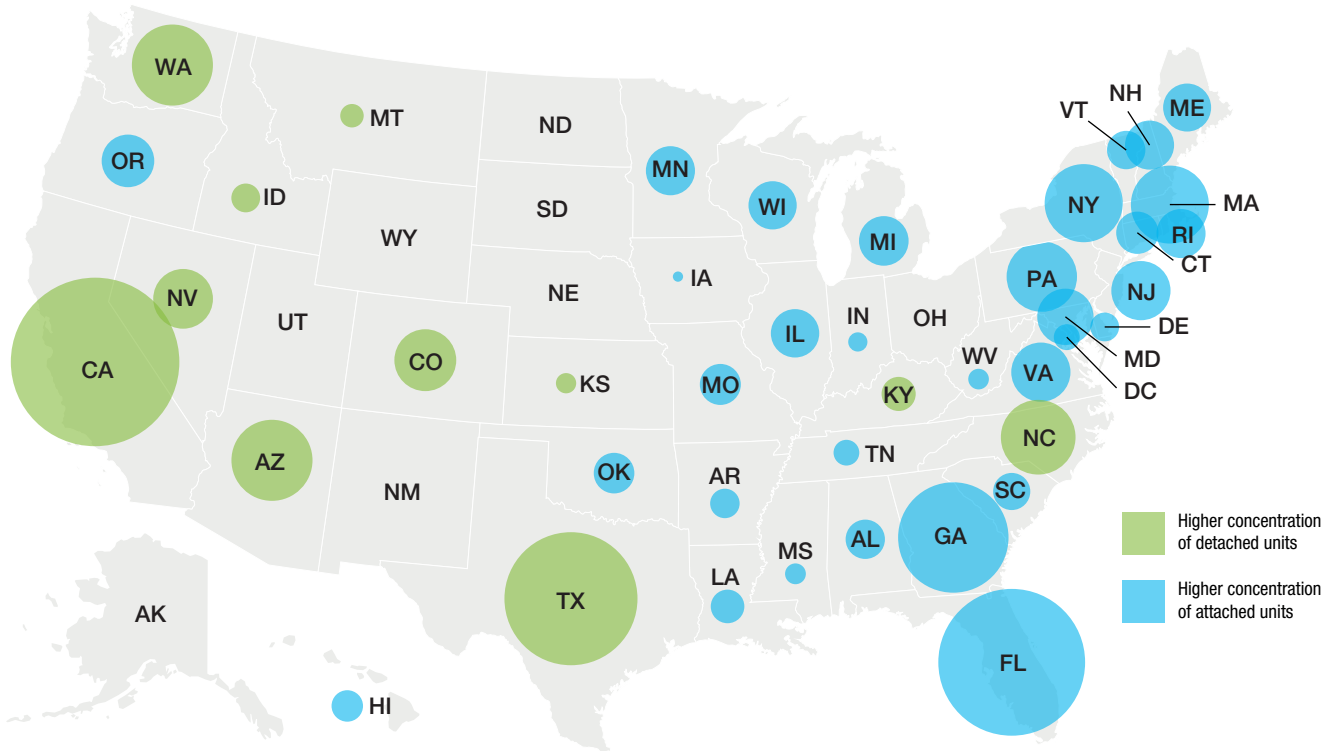 WA
MT
ND
MN
VT
NH
ME
OR
ID
SD
WI
MI
NY
MA
RI
CT
WY
NV
UT
NE
IA
IL
IN
OH
PA
NJ
DE
MD
DC
WV
VA
CA
CO
KS
MO
KY
NC
AZ
NM
OK
AR
TN
SC
TX
LA
MS
AL
GA
FL
AK
HI
Higher concentration
of detached units
Higher concentration
of attached units